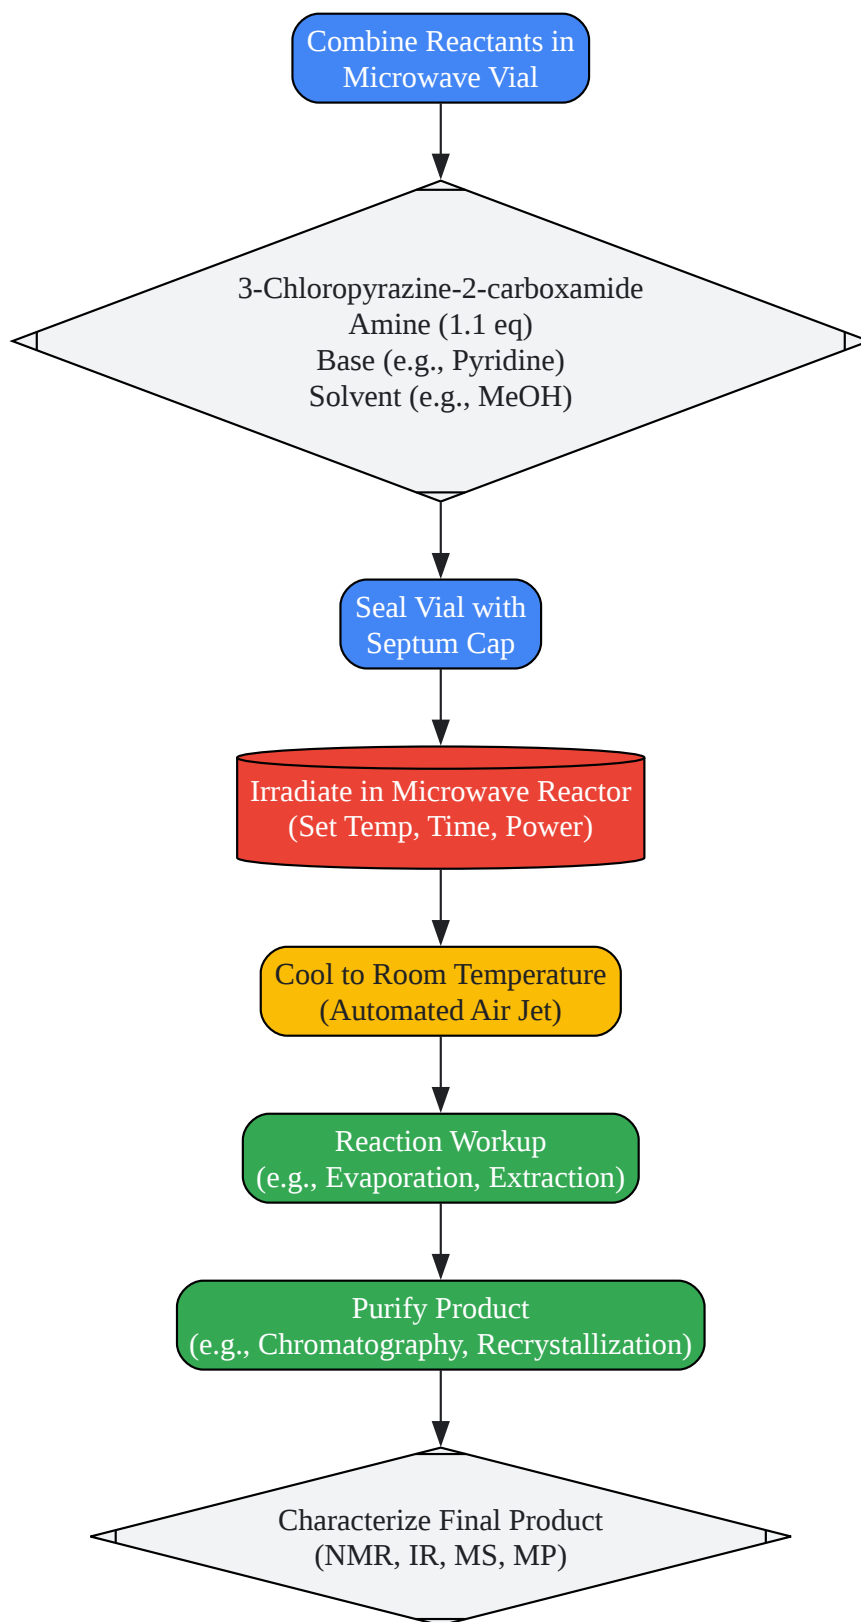 Combine Reactants in
Microwave Vial
3-Chloropyrazine-2-carboxamide
Amine (1.1 eq)
Base (e.g., Pyridine)
Solvent (e.g., MeOH)
Seal Vial with
Septum Cap
Irradiate in Microwave Reactor
(Set Temp, Time, Power)
Cool to Room Temperature
(Automated Air Jet)
Reaction Workup
(e.g., Evaporation, Extraction)
Purify Product
(e.g., Chromatography, Recrystallization)
Characterize Final Product
(NMR, IR, MS, MP)